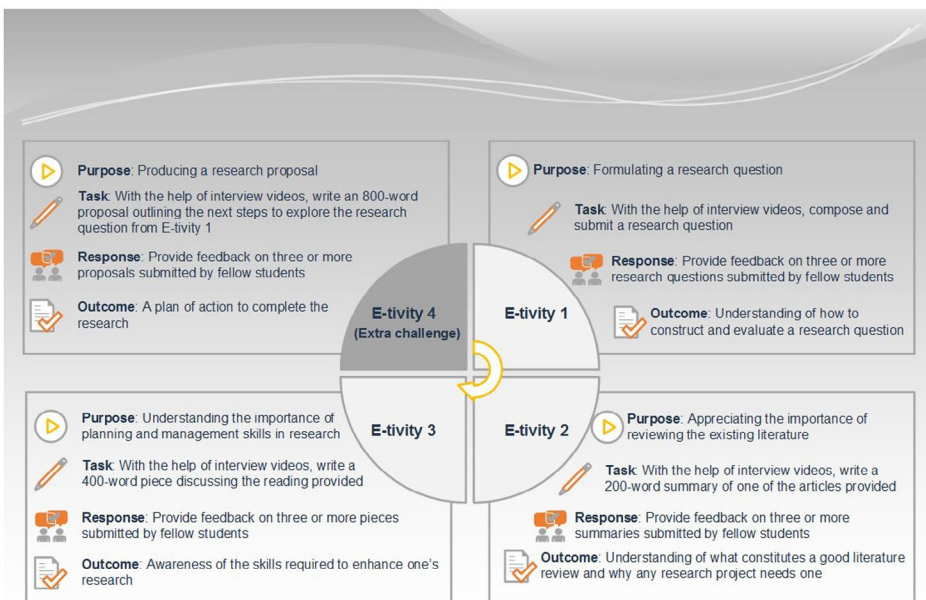 Purpose: Producing a research proposal
Task: With the help of interview videos, write an 800-word
proposal outlining the next steps to explore the research
question from E-tivity 1
Response: Provide feedback on three or more
proposals submitted by fellow students
Outcome: A plan of action to complete the
research
Purpose: Formulating a research question
Task: With the help of interview videos, compose and
submit a research question
Response: Provide feedback on three or more
research questions submitted by fellow students
Outcome: Understanding of how to
construct and evaluate a research question
E-tivity 4
(Extra challenge)
E-tivity 1
E-tivity 3
E-tivity 2
Purpose: Understanding the importance of
planning and management skills in research
Task: With the help of interview videos, write a
400-word piece discussing the reading provided
Response: Provide feedback on three or more pieces
submitted by fellow students
Outcome: Awareness of the skills required to enhance one's
research
Purpose: Appreciating the importance of
reviewing the existing literature
Task: With the help of interview videos, write a
200-word summary of one of the articles provided
Response: Provide feedback on three or more
summaries submitted by fellow students
Outcome: Understanding of what constitutes a good literature
review and why any research project needs one